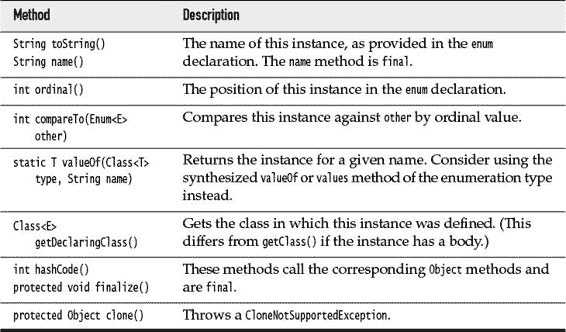 Method Description
String toString() The name of this instance, as provided in the enum
String name() declaration. The name method is final.
int ordinal() The position of this instance in the enum declaration.
int compareTo(Enum<E> Compares this instance against other by ordinal value.
other)
static T valueOf(Class<T> Returns the instance for a given name. Consider using the
type, String name) synthesized valueOf or values method of the enumeration type
instead.
Class<E> Gets the class in which this instance was defined. (This
getDeclaringClass() differs from getClass() if the instance has a body.)
int hashCode() These methods call the corresponding Object methods and
protected void finalize() are final.
protected Object clone() Throws a CloneNotSupportedException.